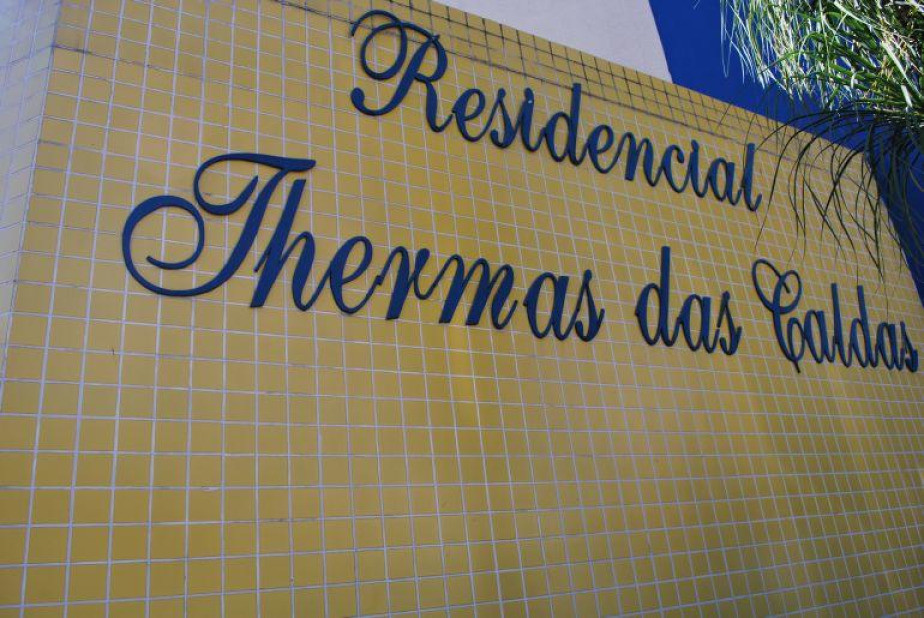 Residencial
Thermas das Caldas